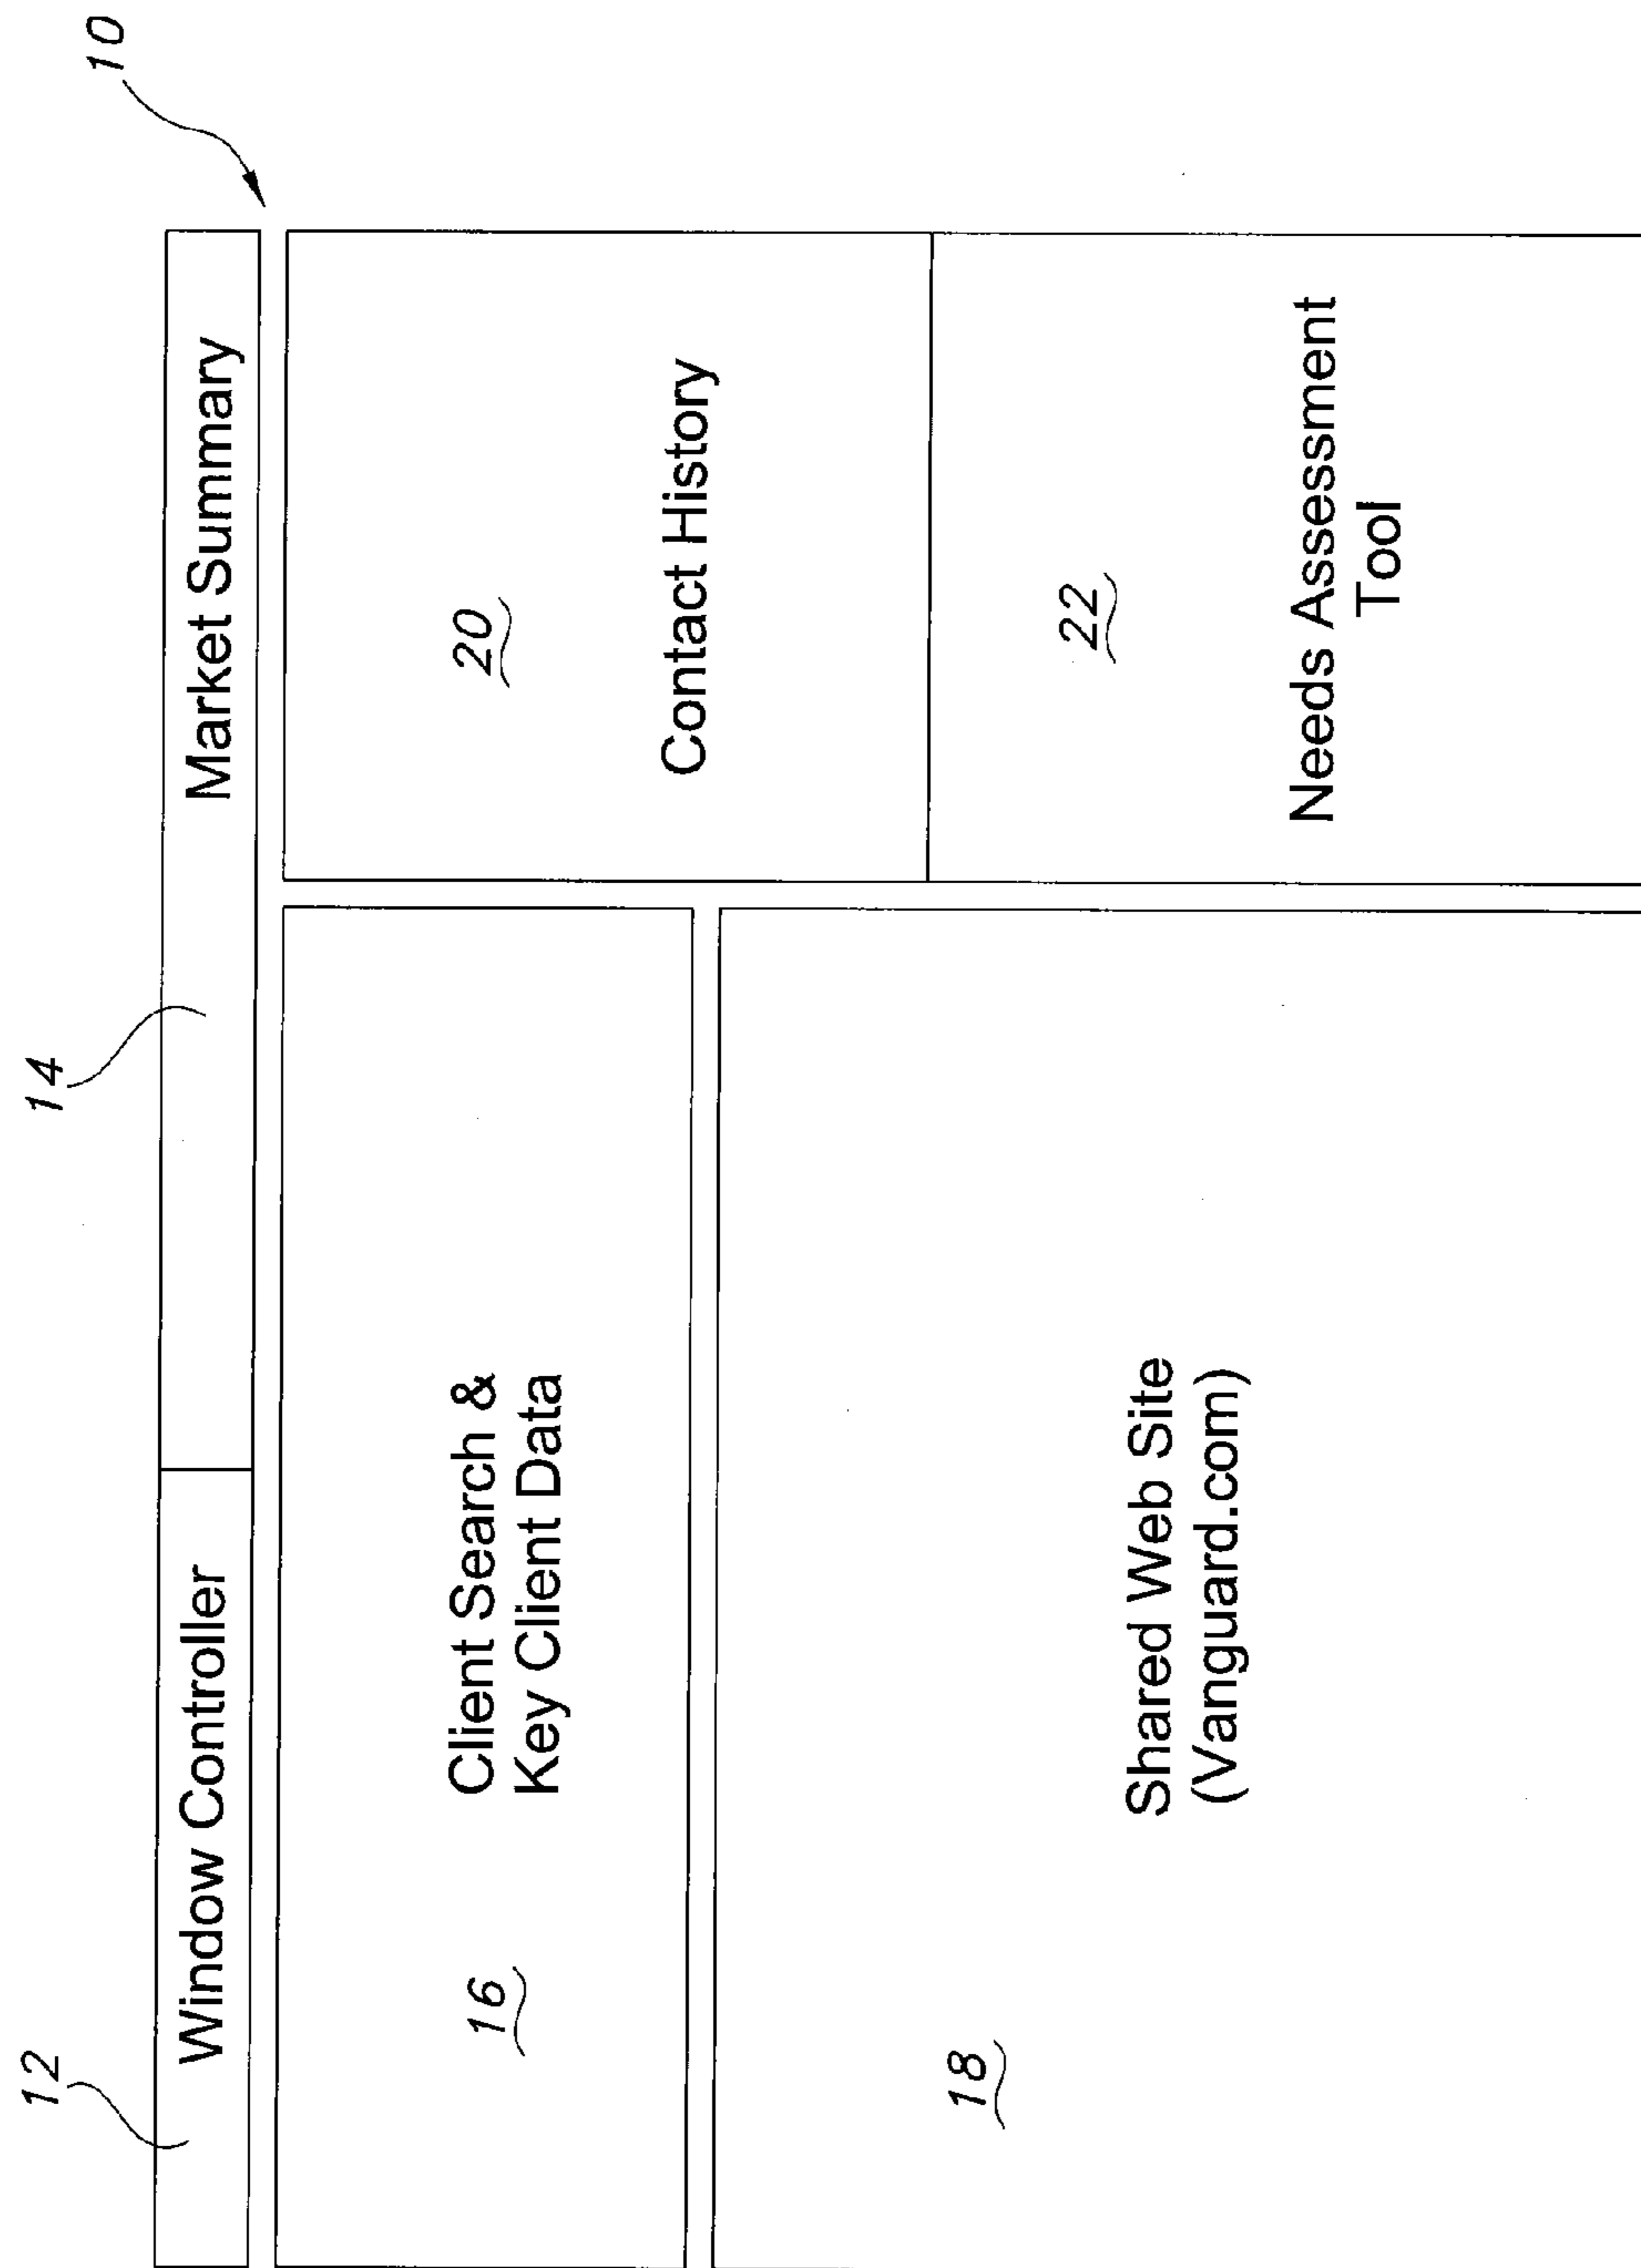 10
14
12
Window Controller
Market Summary
16
Client Search &
Key Client Data
20
Contact History
18
Shared Web Site
(Vanguard.com)
22
Needs Assessment
Tool